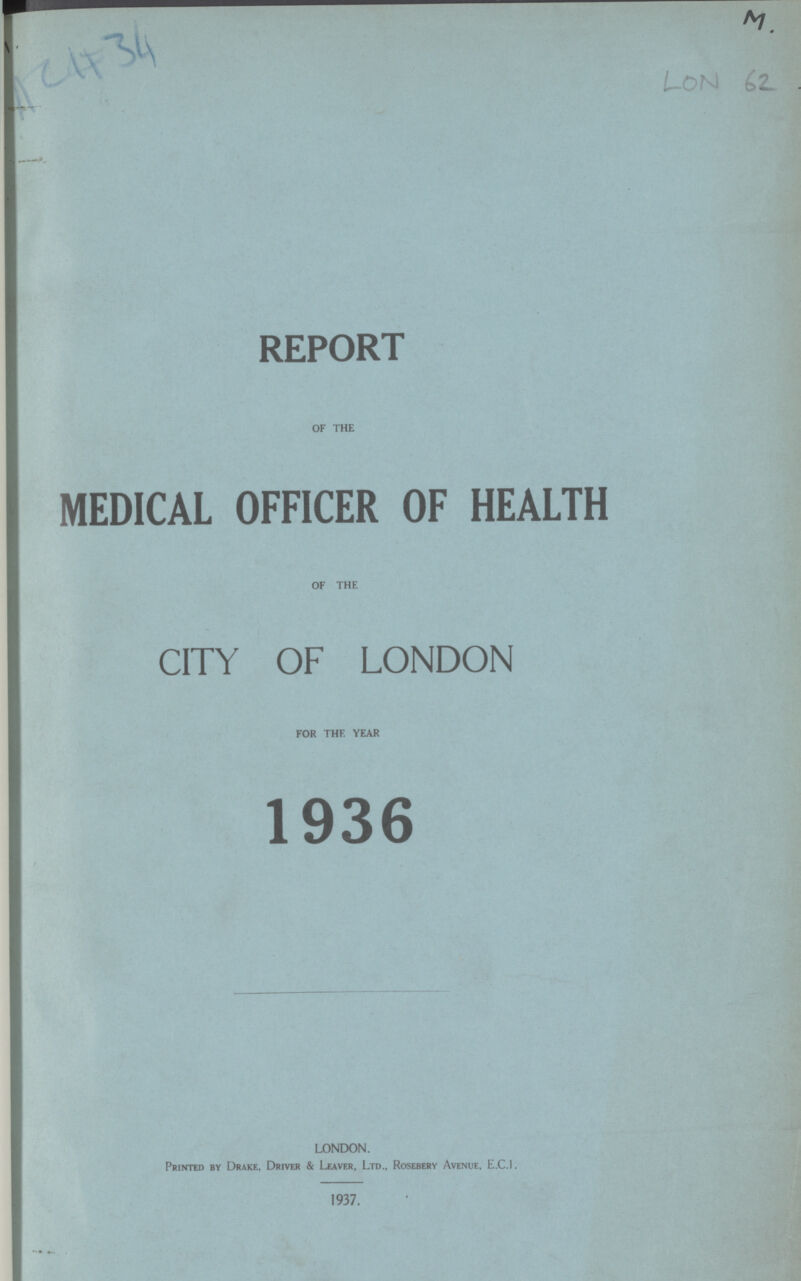 M.
LON 62
REPORT
OF THE
MEDICAL OFFICER OF HEALTH
OF THE
CITY OF LONDON
FOR THE YEAR
1936
LONDON.
PRINTED BY DRAKE, DRIVER & LEAVER, LTD., ROSEBERY AVENUE, E.C.1.
1937.